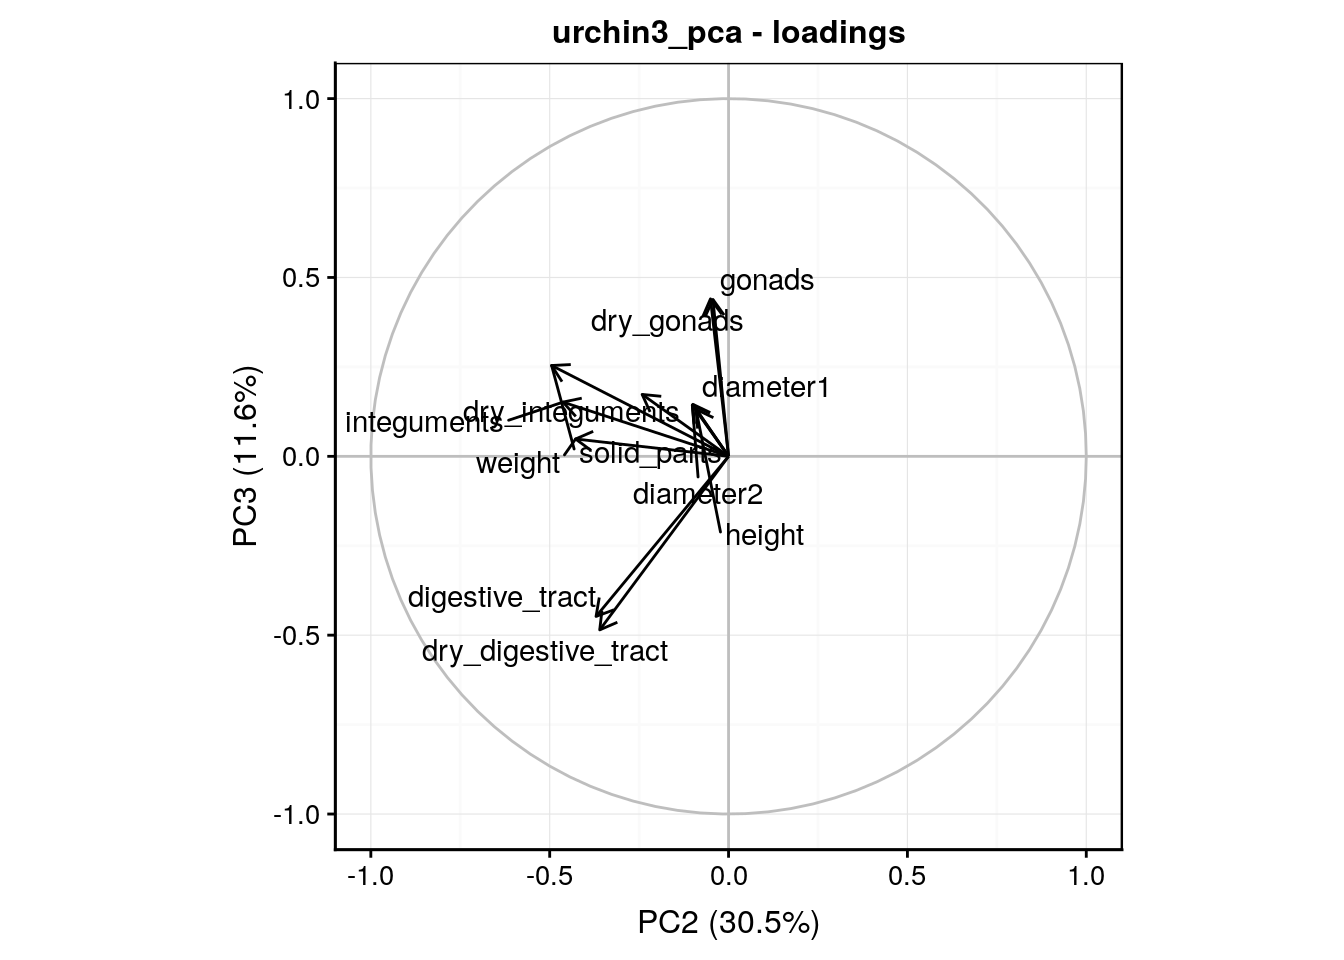 urchin3_pca - loadings
1.0
0.5
0.0
-0.5
-1.0
PC3 (11.6%)
gonads
dry_gonads
diameter1
dry_integuments
integuments
solid_parts
weight
diameter2
height
digestive_tract
dry_digestive_tract
-1.0
-0.5
0.0
0.5
1.0
PC2 (30.5%)